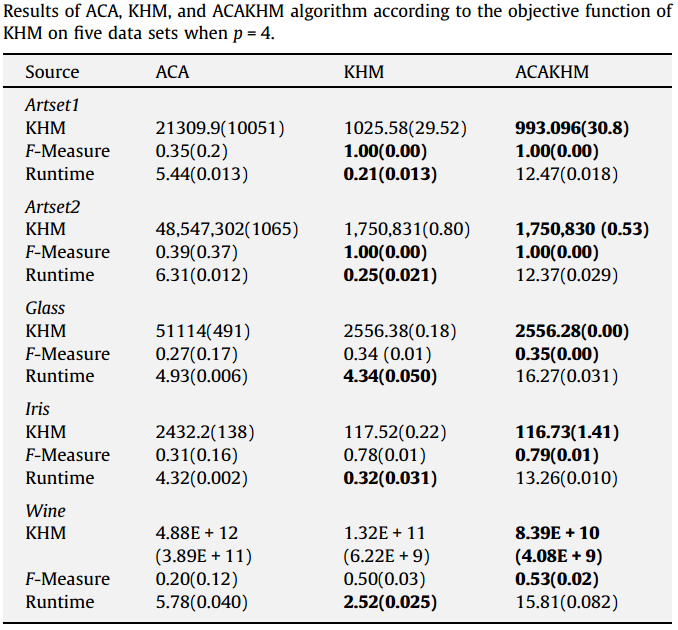 Results of ACA, KHM, and ACAKHM algorithm according to the objective function of
KHM on five data sets when p = 4.
Source ACA KHM ACAKHM
Artset1
KHM 21309.9(10051) 1025.58(29.52) 993.096(30.8)
F-Measure 0.35(0.2) 1.00(0.00) 1.00(0.00)
Runtime 5.44(0.013) 0.21(0.013) 12.47(0.018)
Artset2
KHM 48,547,302(1065) 1,750,831(0.80) 1,750,830 (0.53)
F-Measure 0.39(0.37) 1.00(0.00) 1.00(0.00)
Runtime 6.31(0.012) 0.25(0.021) 12.37(0.029)
Glass
KHM 51114(491) 2556.38(0.18) 2556.28(0.00)
F-Measure 0.27(0.17) 0.34 (0.01) 0.35(0.00)
Runtime 4.93(0.006) 4.34(0.050) 16.27(0.031)
Iris
KHM 2432.2(138) 117.52(0.22) 116.73(1.41)
F-Measure 0.31(0.16) 0.78(0.01) 0.79(0.01)
Runtime 4.32(0.002) 0.32(0.031) 13.26(0.010)
Wine
KHM 4.88E + 12 1.32E + 11 8.39E + 10
(3.89E + 11) (6.22E + 9) (4.08E + 9)
F-Measure 0.20(0.12) 0.50(0.03) 0.53(0.02)
Runtime 5.78(0.040) 2.52(0.025) 15.81(0.082)